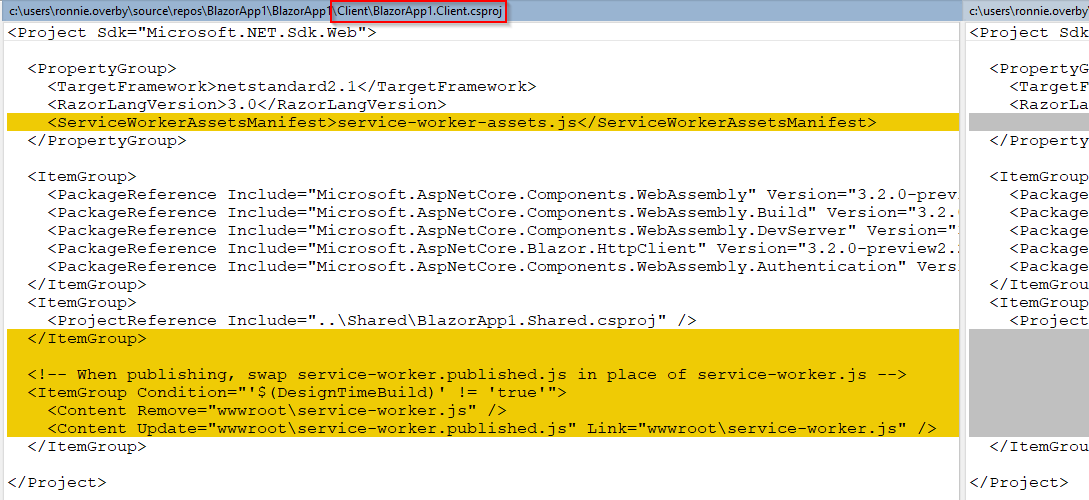 c:\users\ronnie.overby\source\repos\BlazorApp1\BlazorApp1\Client\BlazorApp1.Client.csproj
<Project Sdk="Microsoft.NET.Sdk.Web">
<PropertyGroup>
<TargetFramework>netstandard2.1</TargetFramework>
<RazorLangVersion>3.0</RazorLangVersion>
<ServiceWorkerAssetsManifest>service-worker-assets.js</ServiceWorkerAssetsManifest>
</PropertyGroup>
<ItemGroup>
<PackageReference Include="Microsoft.AspNetCore.Components.WebAssembly" Version="3.2.0-prev
<PackageReference Include="Microsoft.AspNetCore.Components.WebAssembly.Build" Version="3.2.
<PackageReference Include="Microsoft.AspNetCore.Components.WebAssembly.DevServer" Version="
<PackageReference Include="Microsoft.AspNetCore.Blazor.HttpClient" Version="3.2.0-preview2.
<PackageReference Include="Microsoft.AspNetCore.Components.WebAssembly.Authentication" Vers
</ItemGroup>
<ItemGroup>
<ProjectReference Include="..\Shared\BlazorApp1.Shared.csproj" />
</ItemGroup>
<!-- When publishing, swap service-worker.published.js in place of service-worker.js -->
<ItemGroup Condition="'$(DesignTimeBuild)' != 'true'">
<Content Remove="wwwroot\service-worker.js" />
<Content Update="wwwroot\service-worker.published.js" Link="wwwroot\service-worker.js" />
</ItemGroup>
</Project>
c:\users\ronnie.overby\
<Project Sdk
<PropertyG
<TargetF
<RazorLa
</Property
<ItemGroup
<Package
<Package
<Package
<Package
<Package
</ItemGrou
<ItemGroup
<Project
</ItemGrou
</Project>